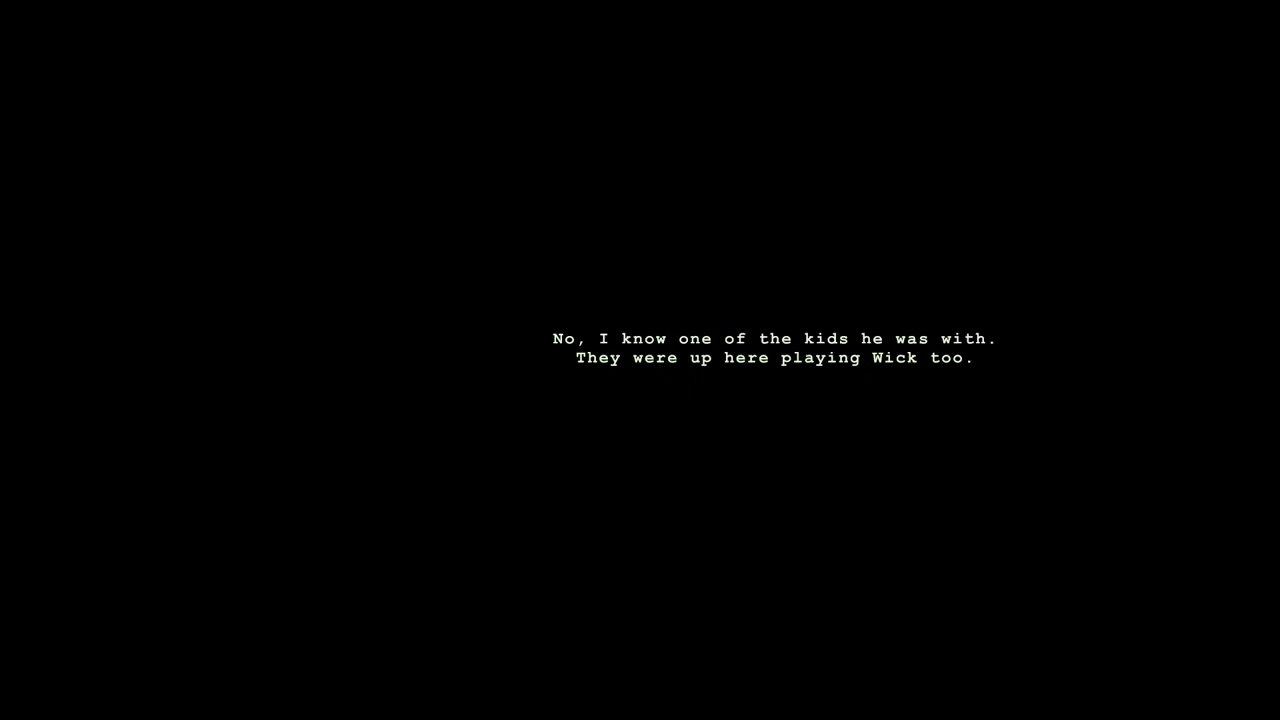 No, I know one of the kids he was with.
They were up here playing Wick too.